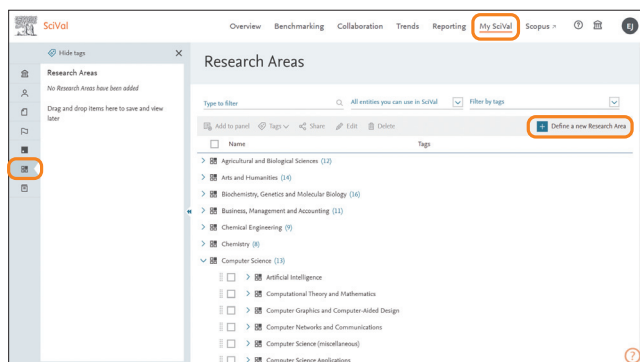 SciVal
Overview Benchmarking Collaboration Trends Reporting My SciVal Scopus ↗ EJ
Hide tags
Research Areas
No Research Areas have been added
Drag and drop items here to save and view
later
Research Areas
Type to filter All entities you can use in SciVal Filter by tags
Add to panel Tags Share Edit Delete Define a new Research Area
Name Tags
Agricultural and Biological Sciences (12)
Arts and Humanities (14)
Biochemistry, Genetics and Molecular Biology (16)
Business, Management and Accounting (11)
Chemical Engineering (9)
Chemistry (8)
Computer Science (13)
Artificial Intelligence
Computational Theory and Mathematics
Computer Graphics and Computer-Aided Design
Computer Networks and Communications
Computer Science (miscellaneous)
Computer Science Applications